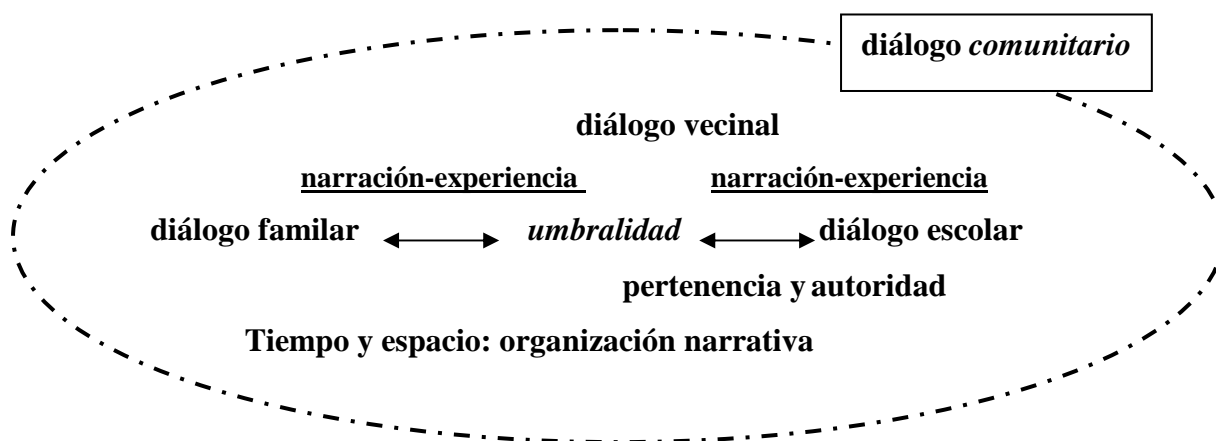 diálogo comunitario
diálogo vecinal
narración-experiencia narración-experiencia
diálogo familar umbralidad diálogo escolar
pertenencia y autoridad
Tiempo y espacio: organización narrativa